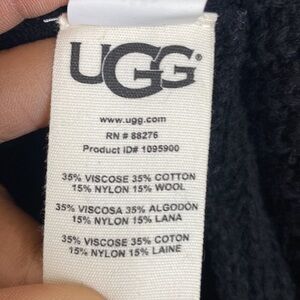 UGG®
www.ugg.com
RN # 88276
Product ID# 1095900
35% VISCOSE 35% COTTON
15% NYLON 15% WOOL
35% VISCOSA 35% ALGODÓN
15% NYLON 15% LANA
35% VISCOSE 35% COTON
15% NYLON 15% LAINE